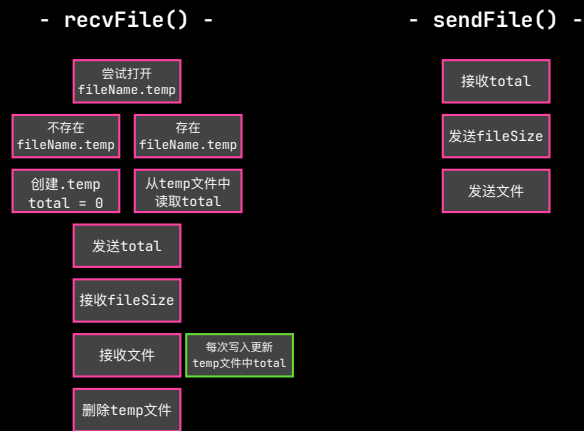 - recvFile() -
尝试打开
fileName.temp
不存在
fileName.temp
存在
fileName.temp
创建.temp
total = 0
从temp文件中
读取total
发送total
接收fileSize
接收文件
每次写入更新
temp文件中total
删除temp文件
- sendFile() -
接收total
发送fileSize
发送文件